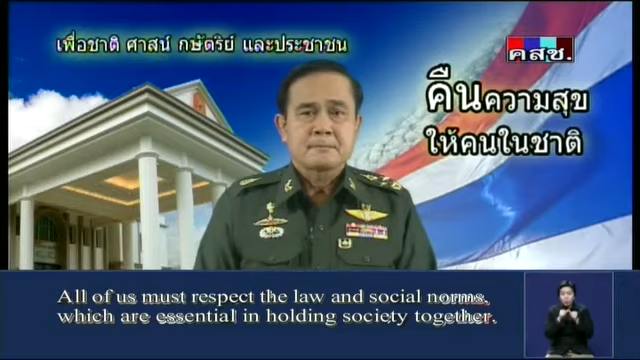 เพื่อชาติ ศาสน์ กษัตริย์ และประชาชน
คสช.
คืนความสุข
ให้คนในชาติ
All of us must respect the law and social norms,
which are essential in holding society together.